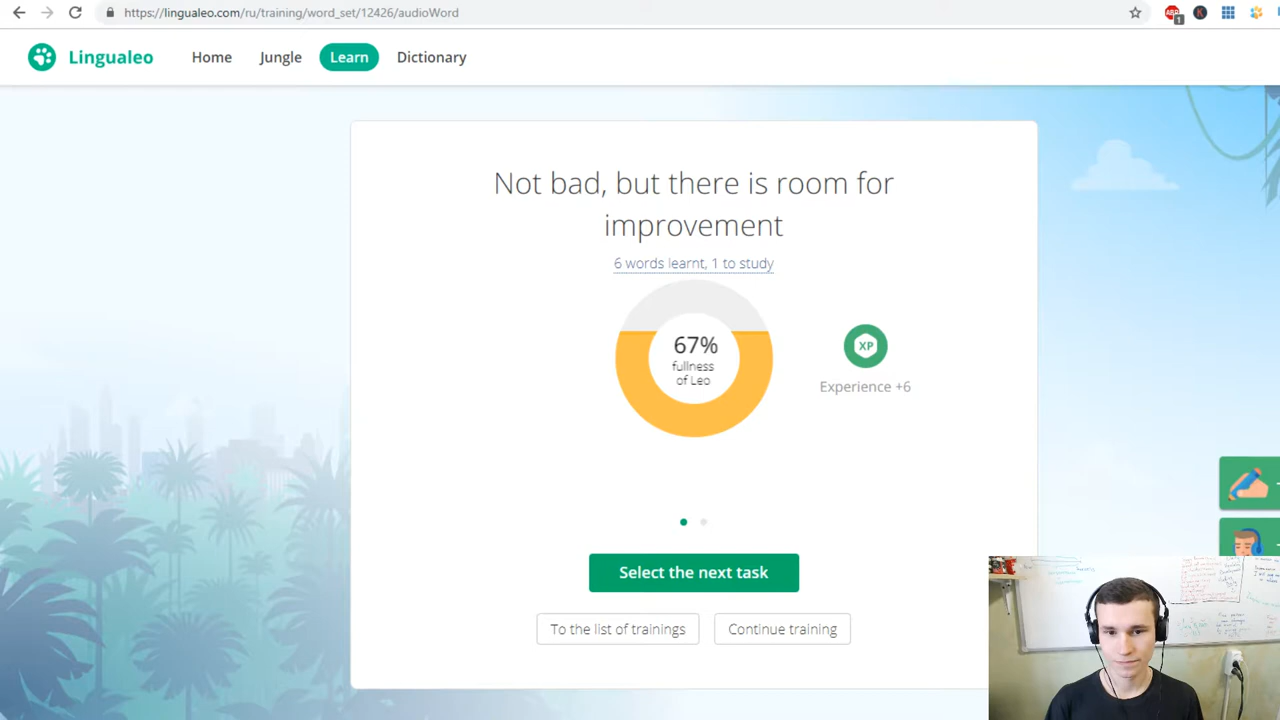 https://lingualeo.com/ru/training/word_set/12426/audioWord
ABP
1
K
Lingualeo
Home
Jungle
Learn
Dictionary
Not bad, but there is room for
improvement
6 words learnt, 1 to study
67%
fullness
of Leo
XP
Experience +6
Select the next task
To the list of trainings
Continue training